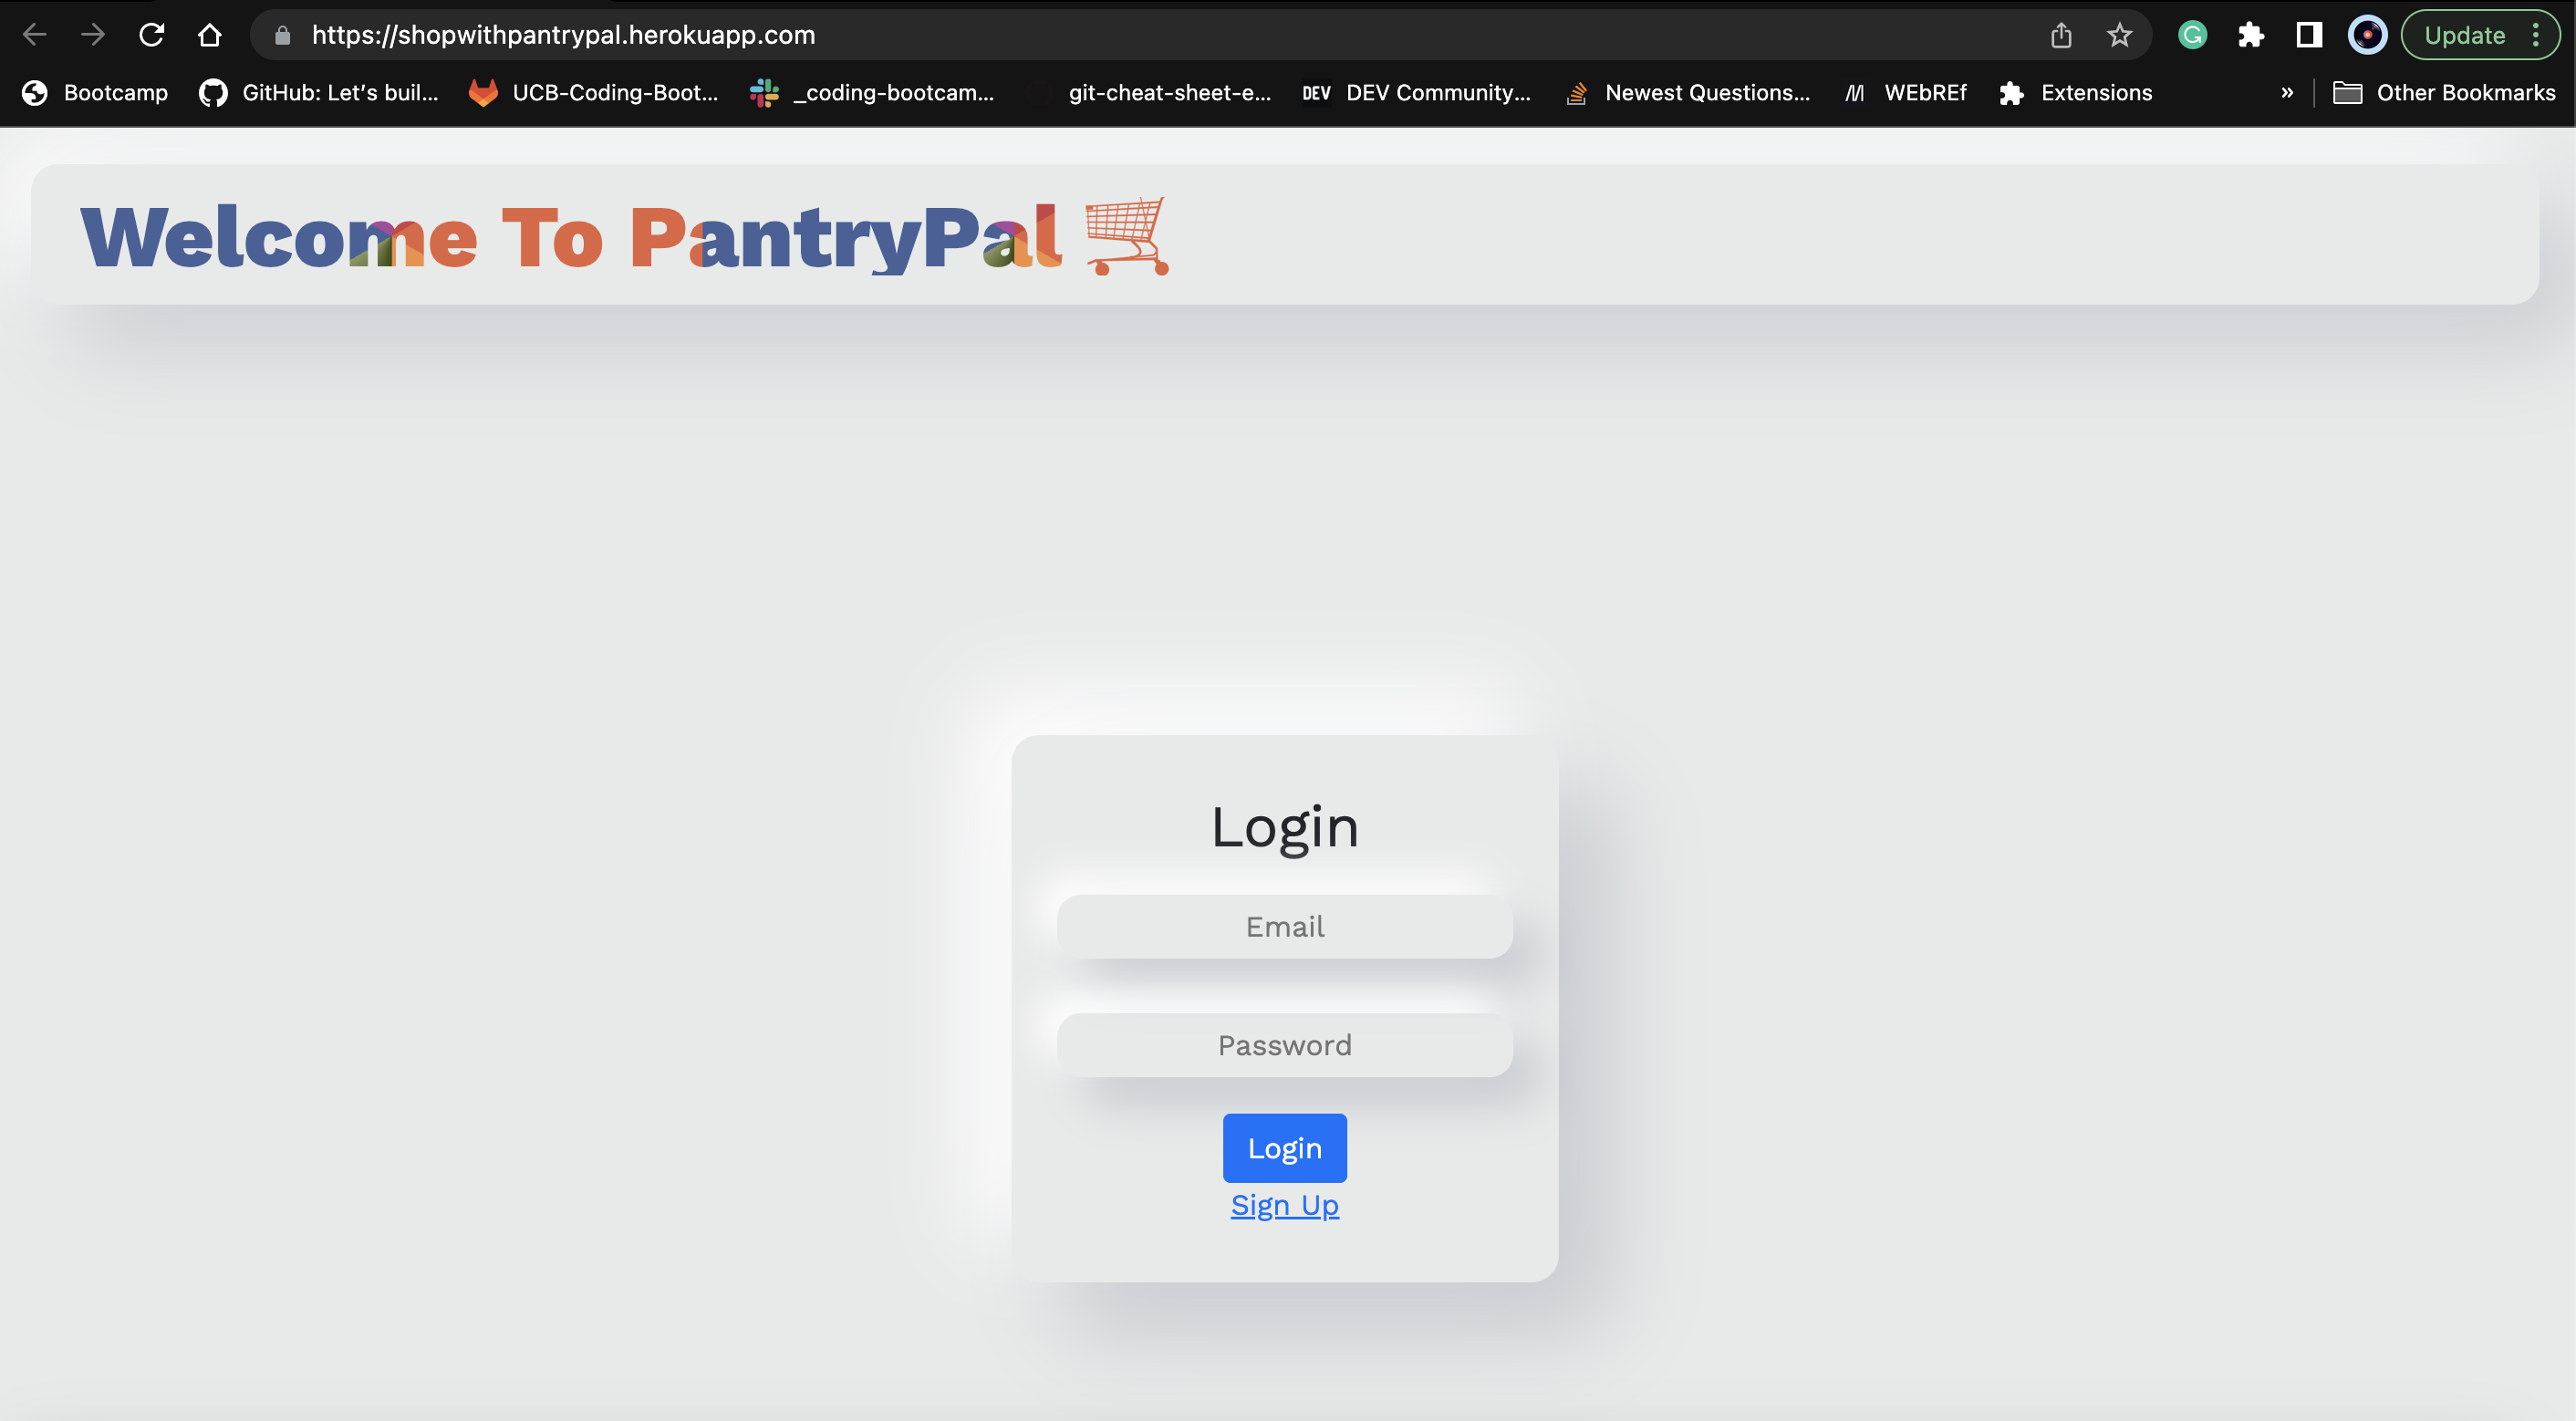 https://shopwithpantrypal.herokuapp.com
Update
Bootcamp
GitHub: Let’s buil...
UCB-Coding-Boot...
_coding-bootcam...
git-cheat-sheet-e...
DEV
DEV Community...
Newest Questions...
WEbREf
Extensions
»
Other Bookmarks
Welcome To PantryPal
Login
Email
Password
Login
Sign Up